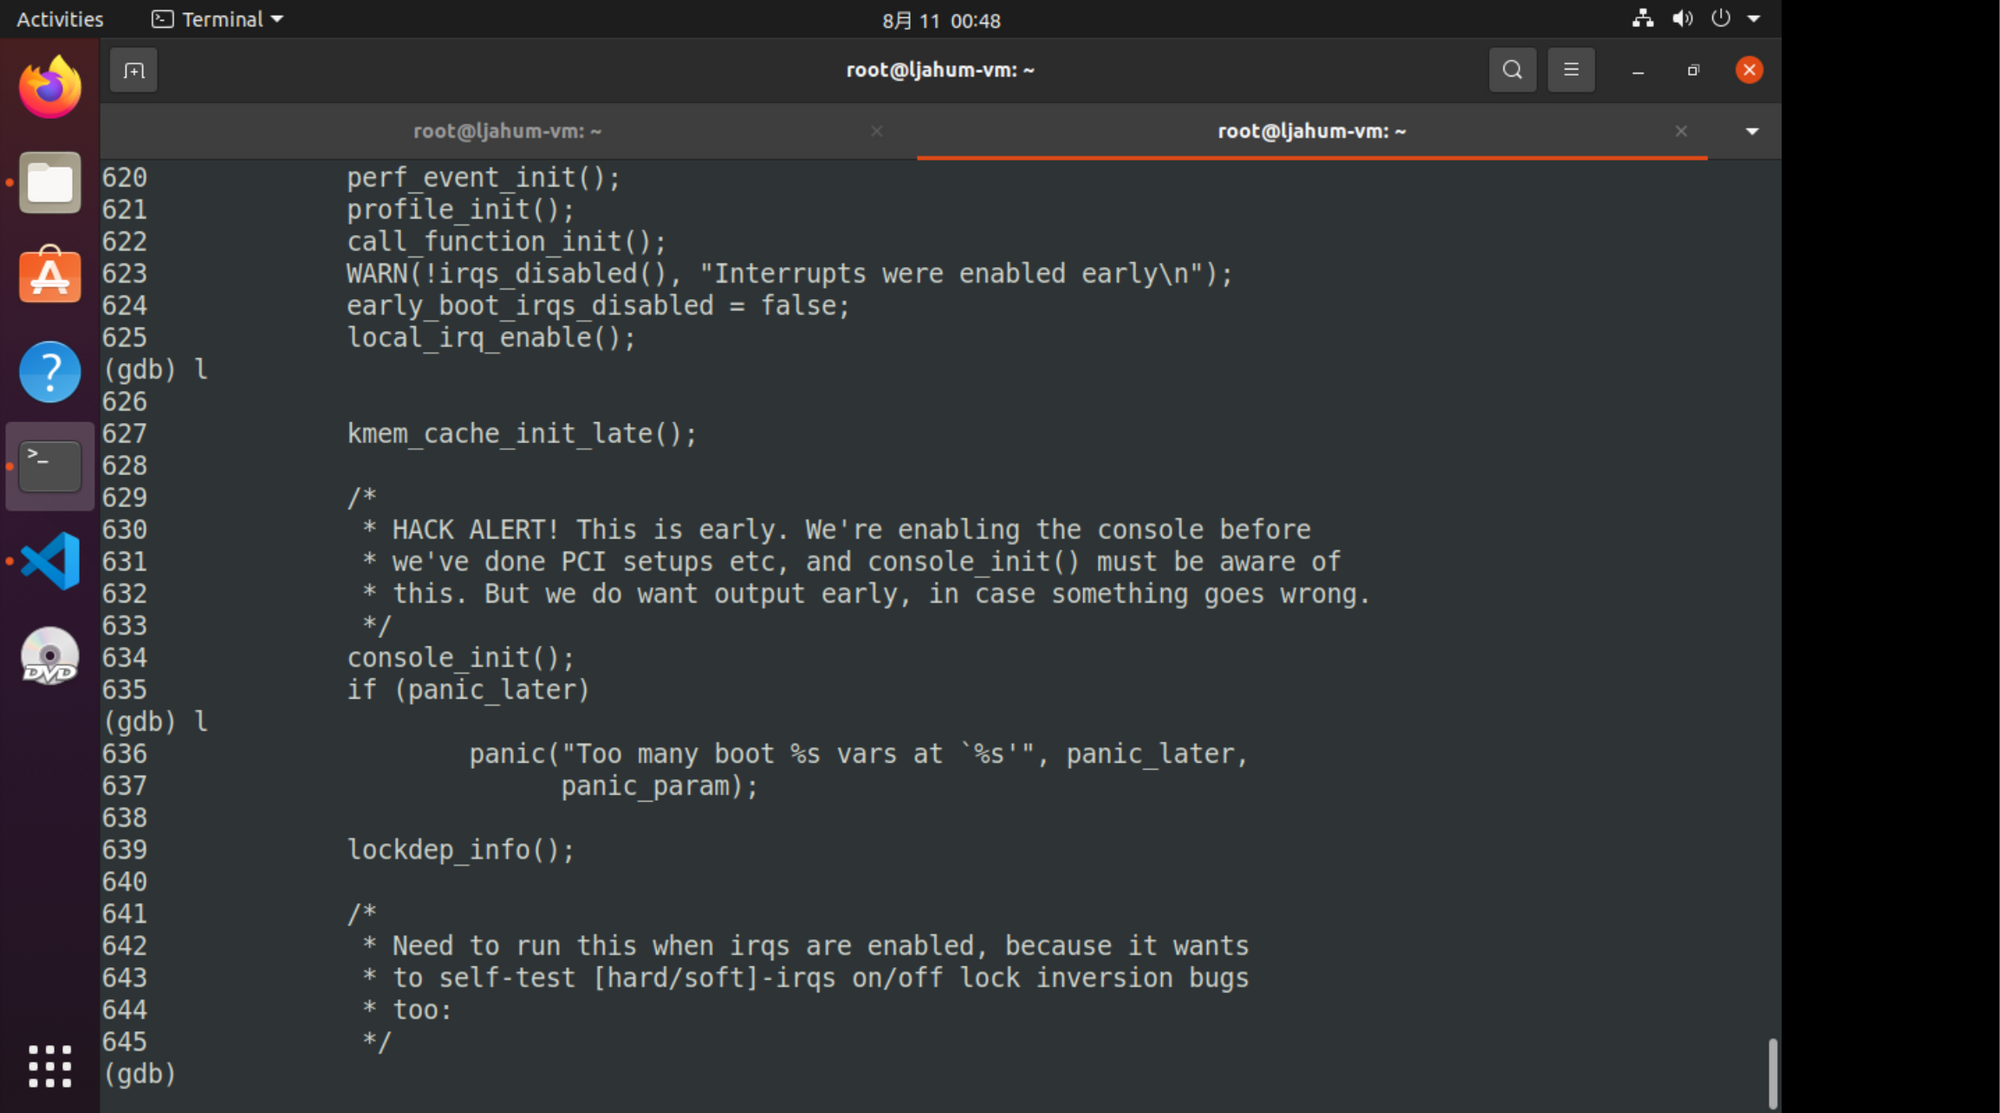 Activities Terminal 8月 11 00:48
root@ljahum-vm: ~
root@ljahum-vm: ~ root@ljahum-vm: ~
620 perf_event_init();
621 profile_init();
622 call_function_init();
623 WARN(!irqs_disabled(), "Interrupts were enabled early\n");
624 early_boot_irqs_disabled = false;
625 local_irq_enable();
(gdb) l
626
627 kmem_cache_init_late();
628
629 /*
630 * HACK ALERT! This is early. We're enabling the console before
631 * we've done PCI setups etc, and console_init() must be aware of
632 * this. But we do want output early, in case something goes wrong.
633 */
634 console_init();
635 if (panic_later)
(gdb) l
636 panic("Too many boot %s vars at `%s'", panic_later,
637 panic_param);
638
639 lockdep_info();
640
641 /*
642 * Need to run this when irqs are enabled, because it wants
643 * to self-test [hard/soft]-irqs on/off lock inversion bugs
644 * too:
645 */
(gdb)
DVD